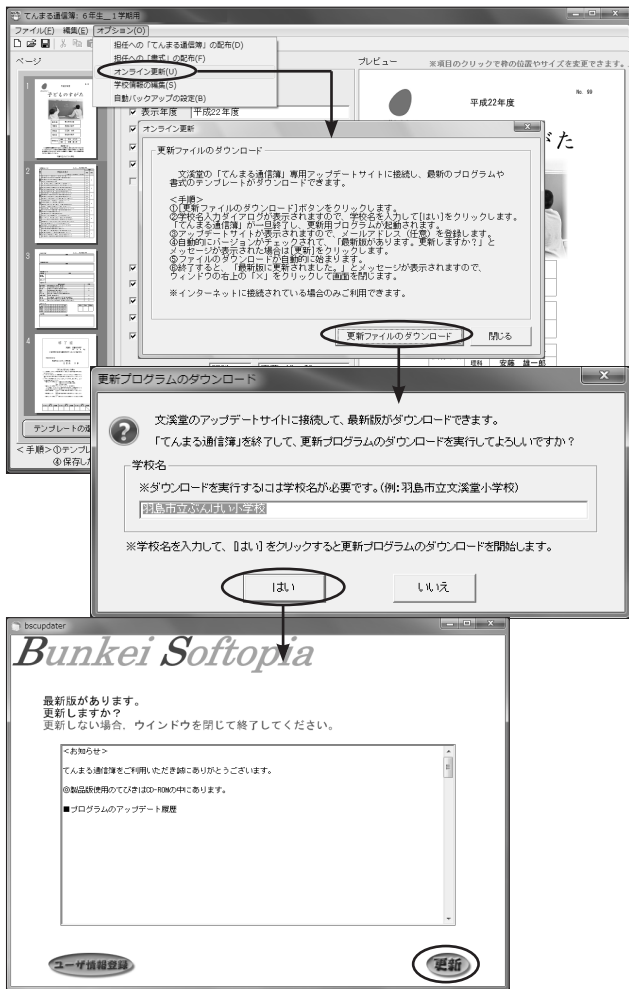 てんまる通信簿: 6年生__1学期用
ファイル(F) 編集(E) オプション(O)
担任への「てんまる通信簿」の配布(D)
担任への「書式」の配布(F)
オンライン更新(U)
学校情報の編集(S)
自動バックアップの設定(B)
ページ
プレビュー
※項目のクリックで枠の位置やサイズを変更できます。
1
子どものすがた
2
3
4
表示年度 平成22年度
No. 99
平成22年度
がた
オンライン更新
更新ファイルのダウンロード
文溪堂の「てんまる通信簿」専用アップデートサイトに接続し、最新のプログラムや
書式のテンプレートがダウンロードできます。
<手順>
①[更新ファイルのダウンロード]ボタンをクリックします。
②学校名入力ダイアログが表示されますので、学校名を入力して[はい]をクリックします。
「てんまる通信簿」が一旦終了し、更新用プログラムが起動されます。
③アップデートサイトが表示されますので、メールアドレス(任意)を登録します。
④自動的にバージョンがチェックされて、「最新版があります。更新しますか?」と
メッセージが表示された場合は[更新]をクリックします。
⑤ファイルのダウンロードが自動的に始まります。
⑥終了すると、「最新版に更新されました。」とメッセージが表示されますので、
ウィンドウの右上の「×」をクリックして画面を閉じます。
※インターネットに接続されている場合のみご利用できます。
更新ファイルのダウンロード 閉じる
理科 安藤 雄一郎
テンプレートの選
<手順>①テンプレ
④保存した
更新プログラムのダウンロード
文溪堂のアップデートサイトに接続して、最新版がダウンロードできます。
「てんまる通信簿」を終了して、更新プログラムのダウンロードを実行してよろしいですか?
学校名
※ダウンロードを実行するには学校名が必要です。(例:羽島市立文溪堂小学校)
羽島市立ぶんけい小学校
※学校名を入力して、[はい]をクリックすると更新プログラムのダウンロードを開始します。
はい いいえ
bscupdater
Bunkei Softopia
最新版があります。
更新しますか?
更新しない場合, ウインドウを閉じて終了してください。
<お知らせ>
てんまる通信簿をご利用いただき誠にありがとうございます。
◎製品版使用のてびきはCD-ROMの中にあります。
■プログラムのアップデート履歴
ユーザ情報登録 更新